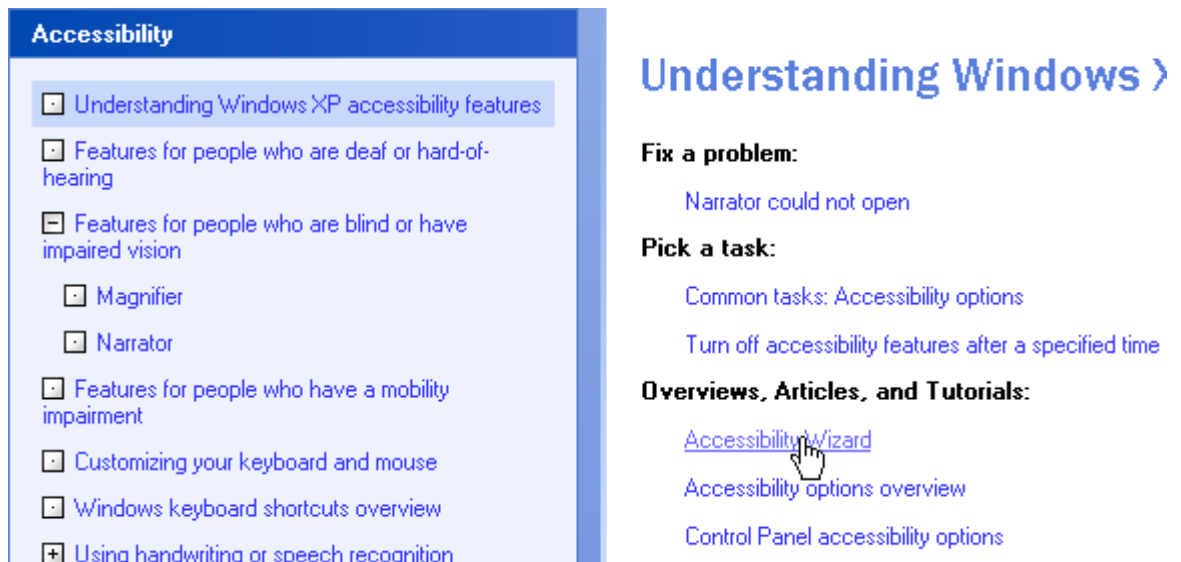 Accessibility
Understanding Windows XP accessibility features
Features for people who are deaf or hard-of-
hearing
Features for people who are blind or have
impaired vision
Magnifier
Narrator
Features for people who have a mobility
impairment
Customizing your keyboard and mouse
Windows keyboard shortcuts overview
Using handwriting or speech recognition
Understanding Windows
Fix a problem:
Narrator could not open
Pick a task:
Common tasks: Accessibility options
Turn off accessibility features after a specified time
Overviews, Articles, and Tutorials:
Accessibility Wizard
Accessibility options overview
Control Panel accessibility options